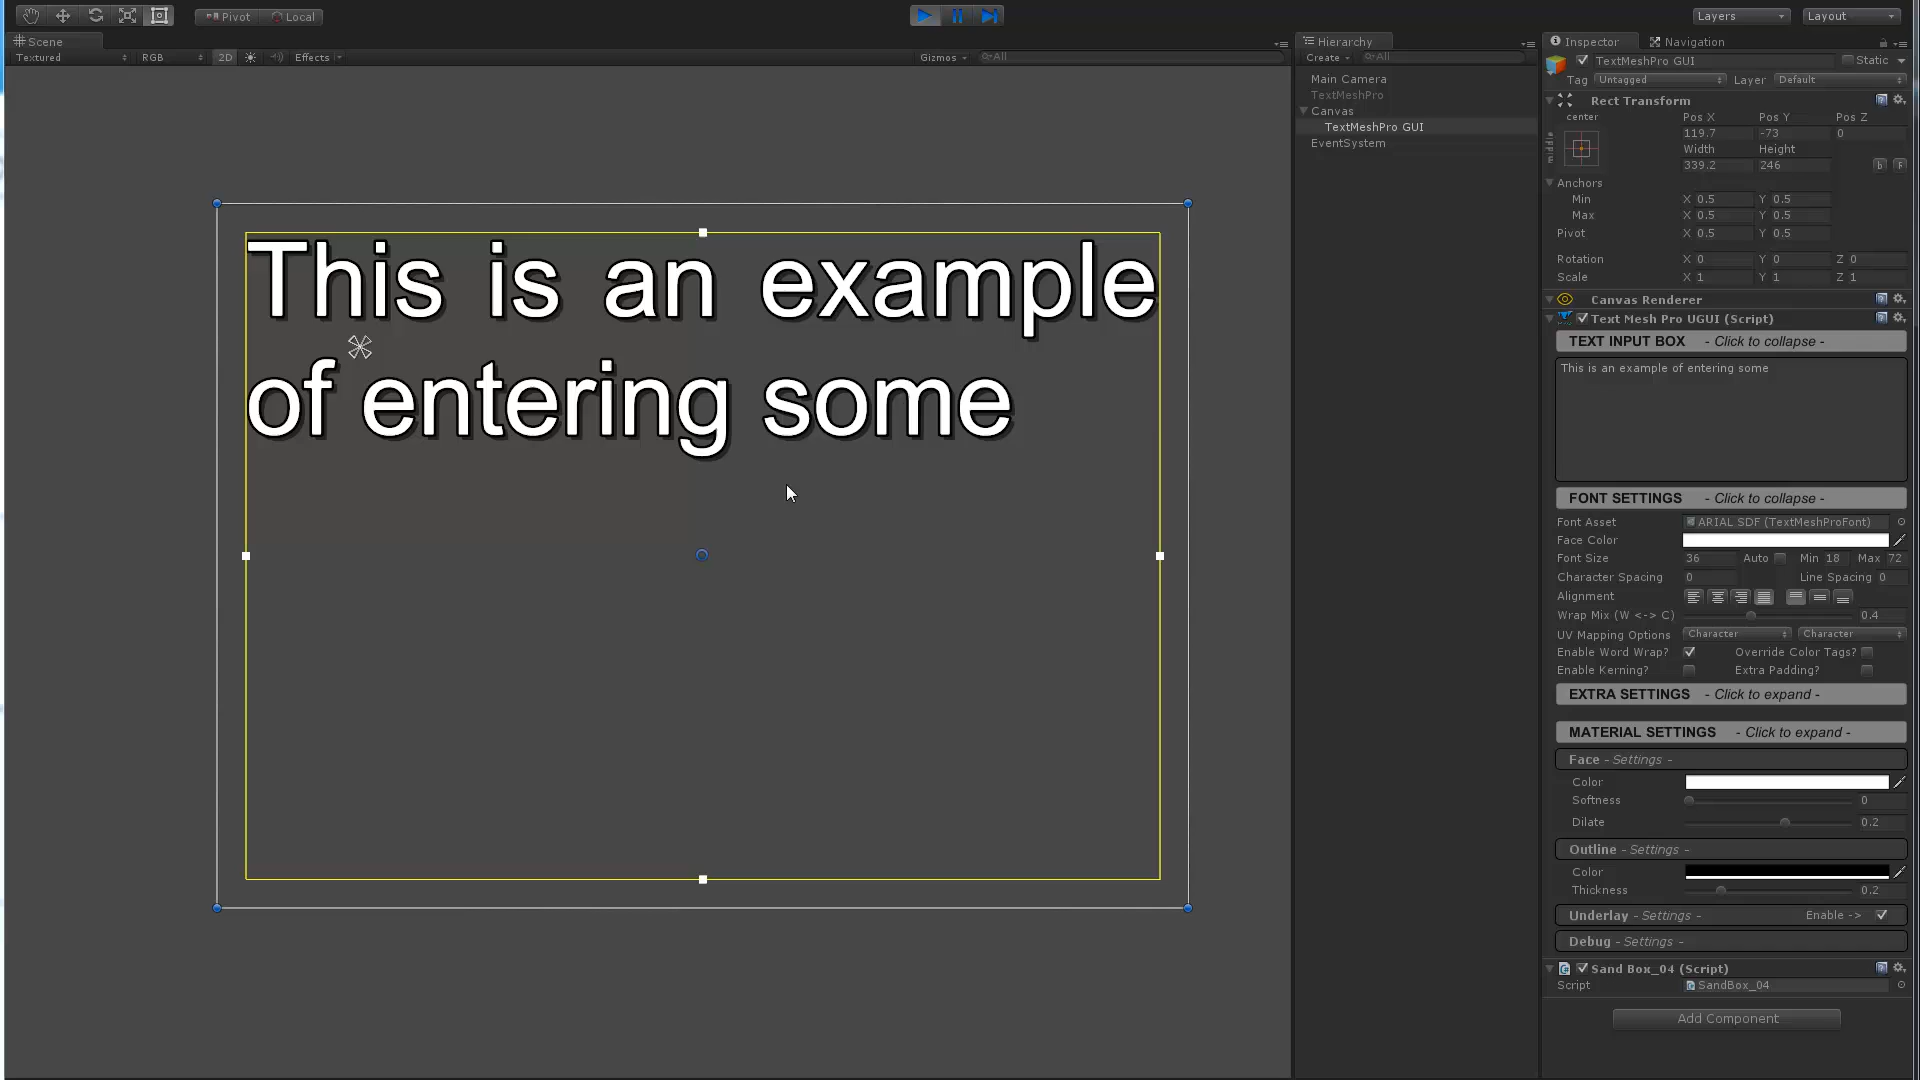 Pivot Local Layers Layout
Scene Hierarchy Inspector Navigation
Textured RGB 2D Effects Gizmos All Create All
TextMeshPro GUI Static
Tag Untagged Layer Default
Main Camera
TextMeshPro
Canvas
TextMeshPro GUI
EventSystem
This is an example
of entering some
Rect Transform
center Pos X Pos Y Pos Z
middle 119.7 -73 0
Width Height
339.2 246
Anchors
Min X 0.5 Y 0.5
Max X 0.5 Y 0.5
Pivot X 0.5 Y 0.5
Rotation X 0 Y 0 Z 0
Scale X 1 Y 1 Z 1
Canvas Renderer
Text Mesh Pro UGUI (Script)
TEXT INPUT BOX - Click to collapse -
This is an example of entering some
FONT SETTINGS - Click to collapse -
Font Asset ARIAL SDF (TextMeshProFont)
Face Color
Font Size 36 Auto Min 18 Max 72
Character Spacing 0 Line Spacing 0
Alignment
Wrap Mix (W <-> C) 0.4
UV Mapping Options Character Character
Enable Word Wrap? Override Color Tags?
Enable Kerning? Extra Padding?
EXTRA SETTINGS - Click to expand -
MATERIAL SETTINGS - Click to expand -
Face - Settings -
Color
Softness 0
Dilate 0.2
Outline - Settings -
Color
Thickness 0.2
Underlay - Settings - Enable ->
Debug - Settings -
Sand Box_04 (Script)
Script SandBox_04
Add Component